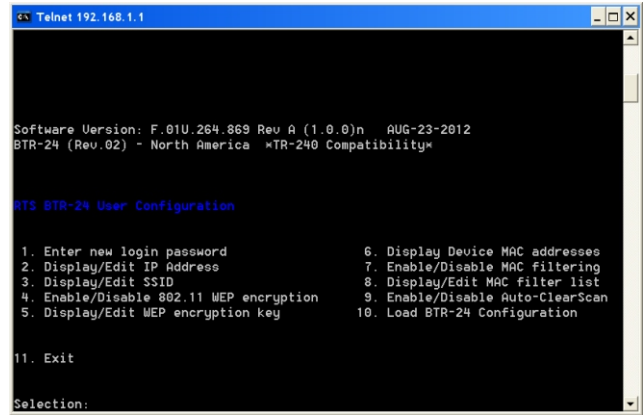 Telnet 192.168.1.1
Software Version: F.01U.264.869 Rev A (1.0.0)n AUG-23-2012
BTR-24 (Rev.02) - North America *TR-240 Compatibility*
RTS BTR-24 User Configuration
1. Enter new login password 6. Display Device MAC addresses
2. Display/Edit IP Address 7. Enable/Disable MAC filtering
3. Display/Edit SSID 8. Display/Edit MAC filter list
4. Enable/Disable 802.11 WEP encryption 9. Enable/Disable Auto-ClearScan
5. Display/Edit WEP encryption key 10. Load BTR-24 Configuration
11. Exit
Selection: